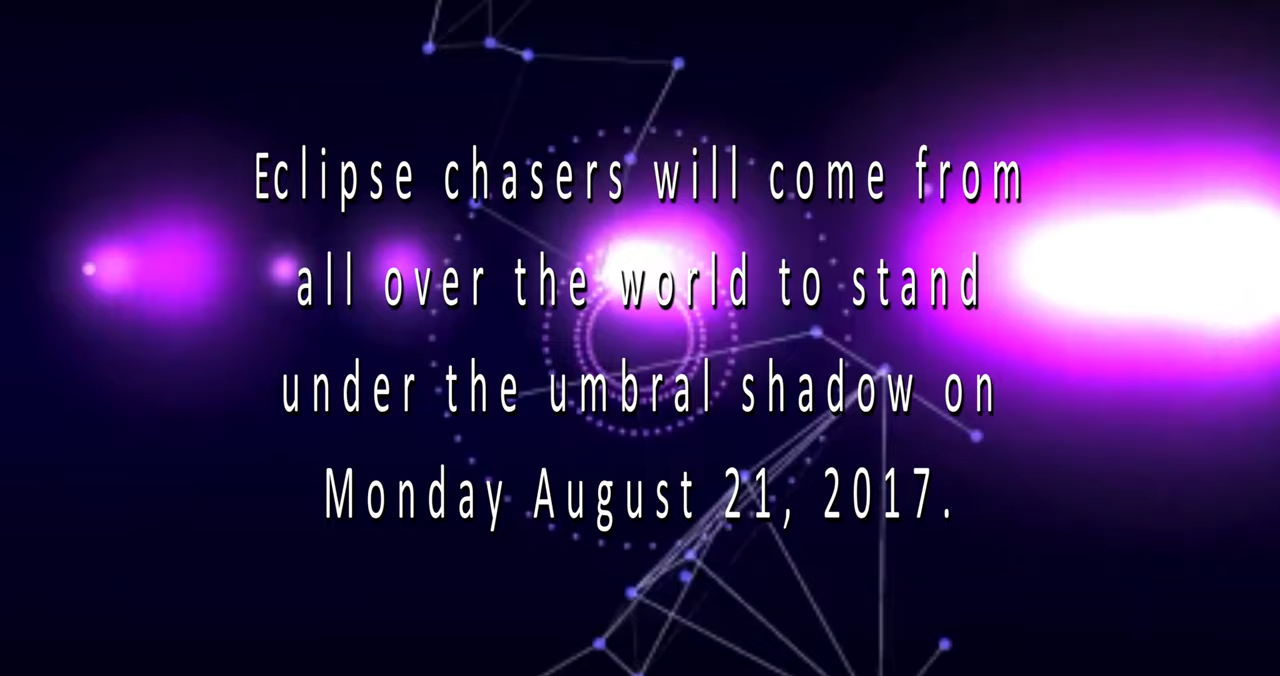 Eclipse chasers will come from
all over the world to stand
under the umbral shadow on
Monday August 21, 2017.